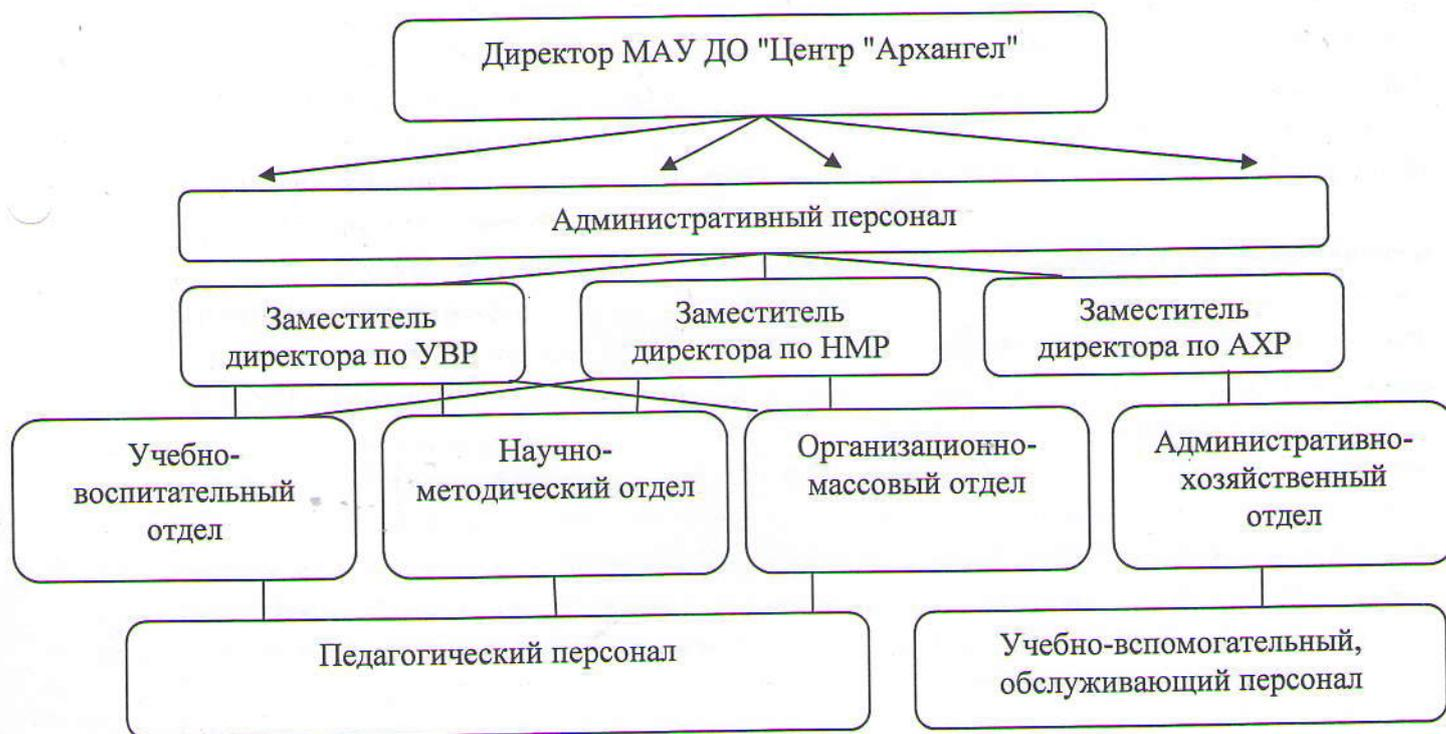 Директор МАУ ДО "Центр "Архангел"
Административный персонал
Заместитель
директора по УВР
Заместитель
директора по НМР
Заместитель
директора по АХР
Учебно-
воспитательный
отдел
Научно-
методический отдел
Организационно-
массовый отдел
Административно-
хозяйственный
отдел
Педагогический персонал
Учебно-вспомогательный,
обслуживающий персонал